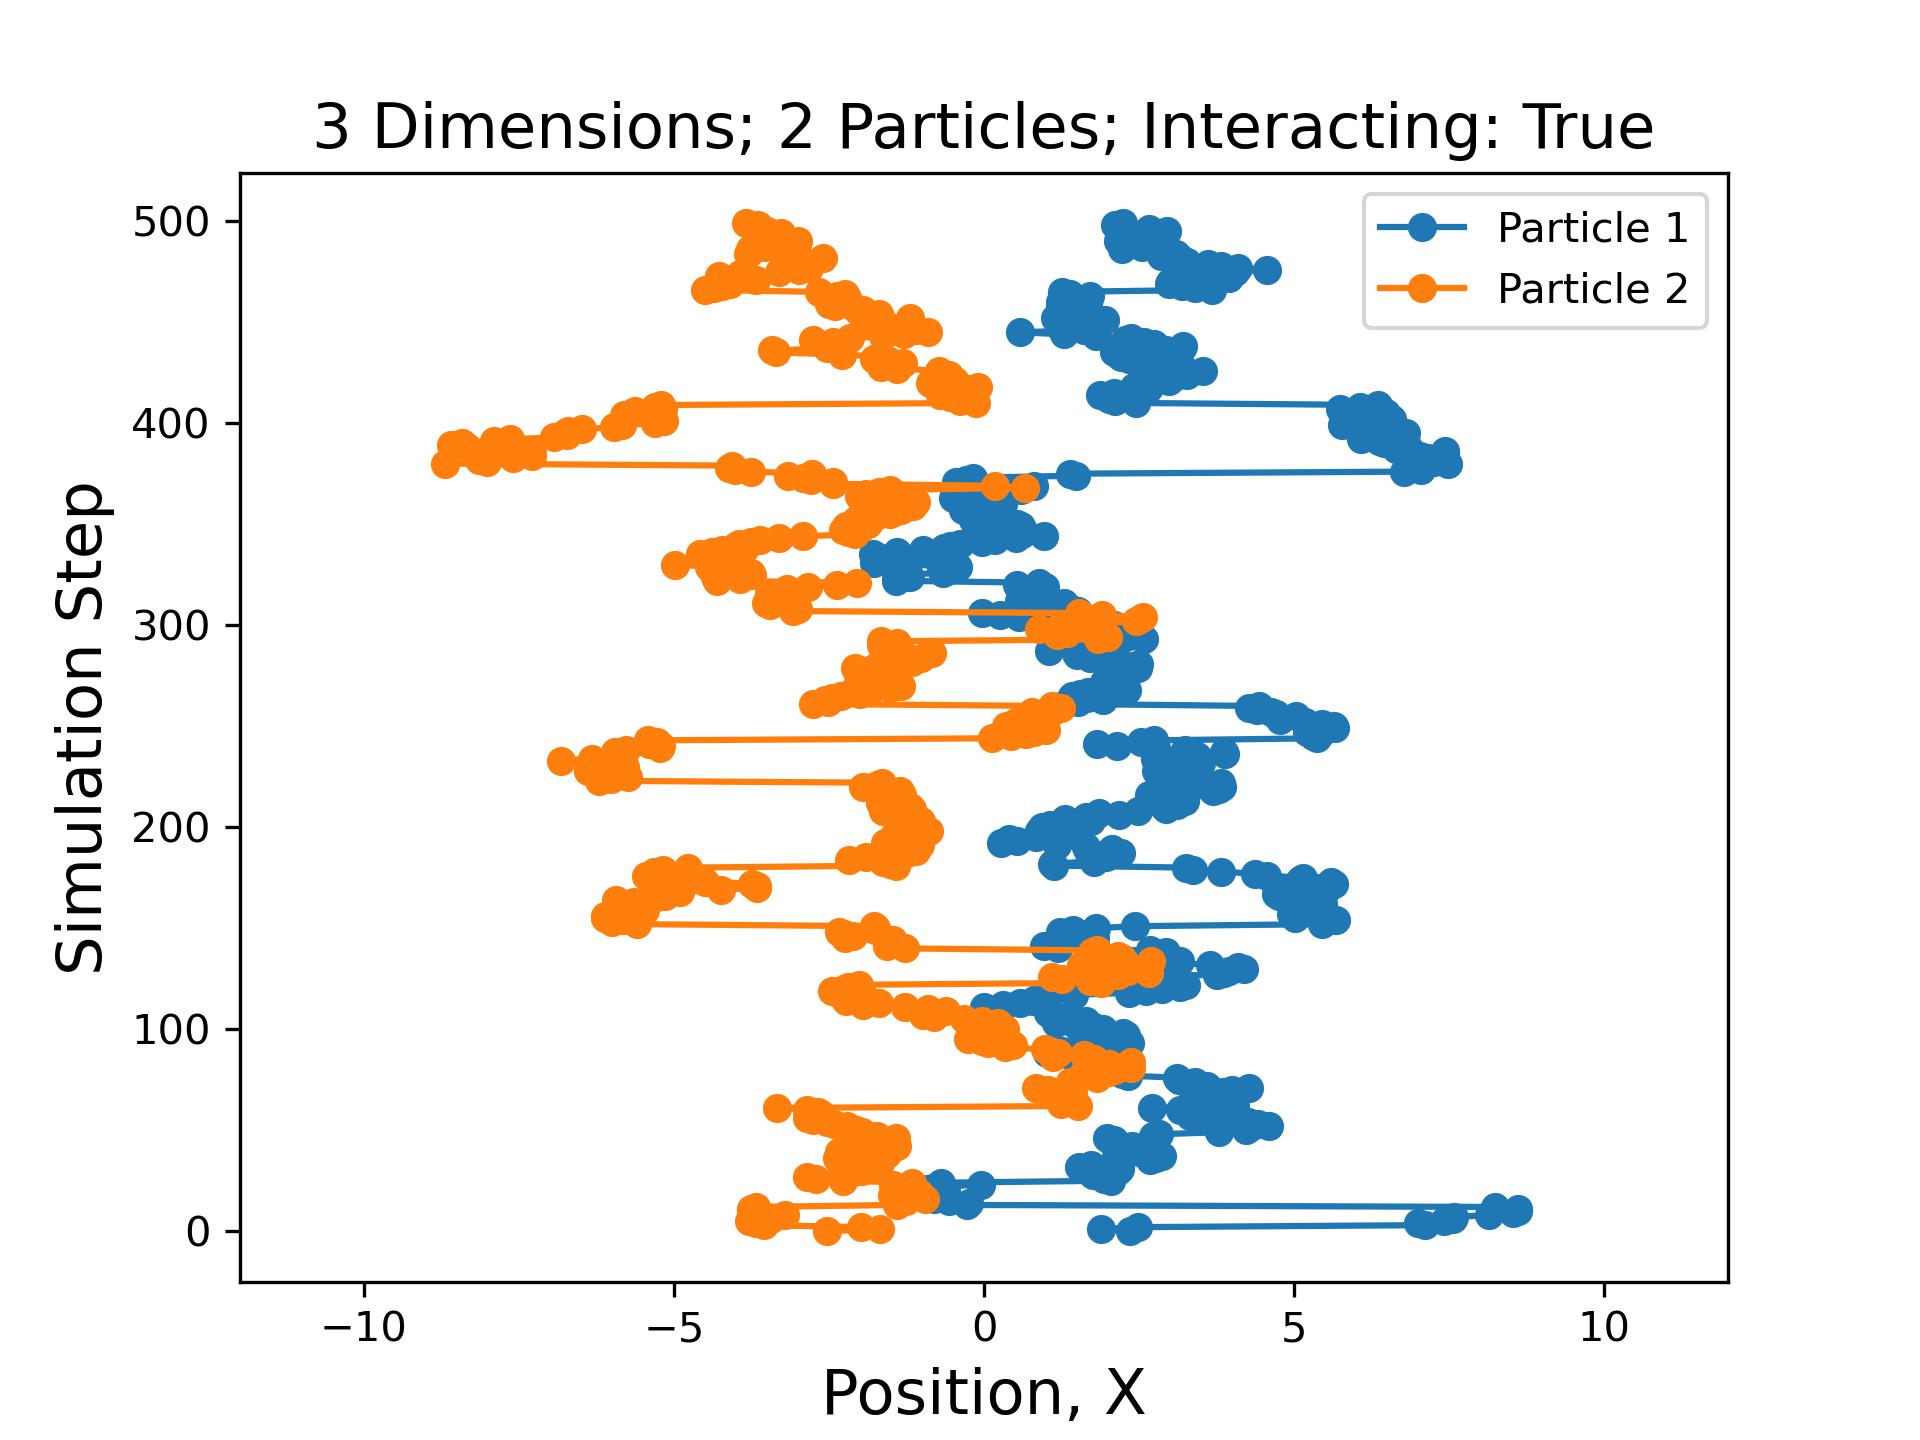 3 Dimensions; 2 Particles; Interacting: True
Particle 1
Particle 2
500
400
300
200
100
0
Simulation Step
−10
−5
0
5
10
Position, X